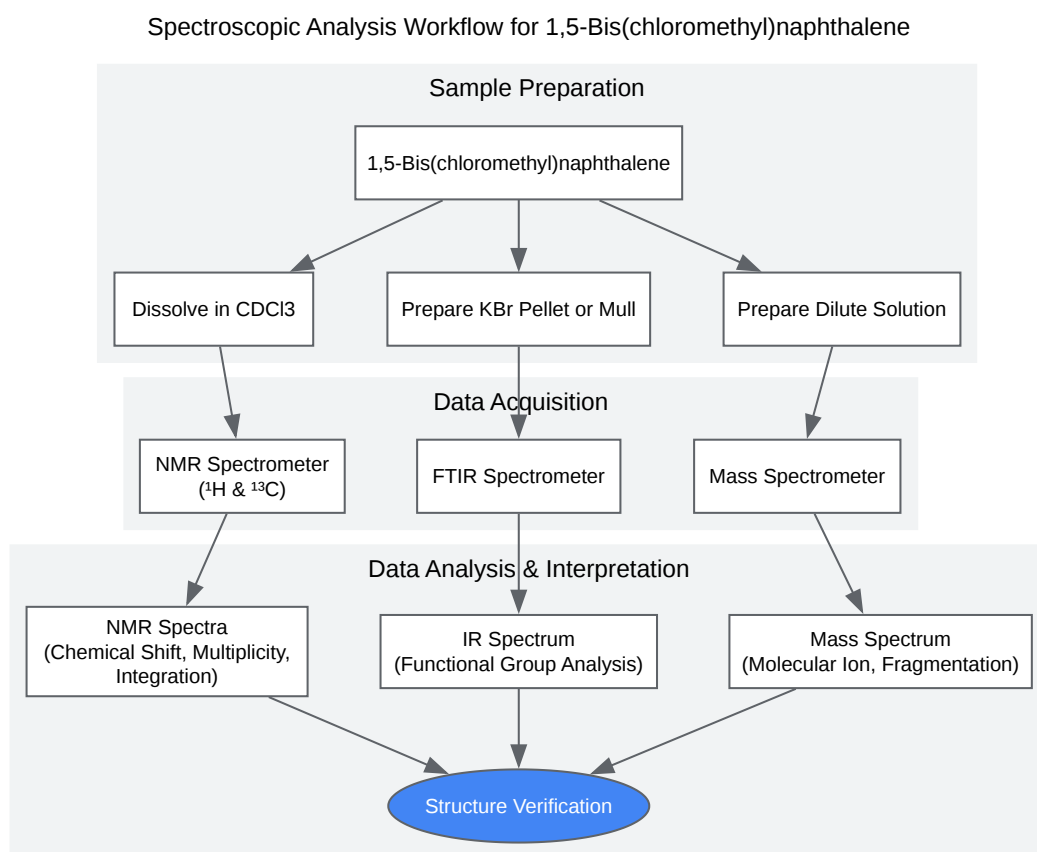 Spectroscopic Analysis Workflow for 1,5-Bis(chloromethyl)naphthalene
Sample Preparation
1,5-Bis(chloromethyl)naphthalene
Dissolve in CDCl3
Prepare KBr Pellet or Mull
Prepare Dilute Solution
Data Acquisition
NMR Spectrometer
(¹H & ¹³C)
FTIR Spectrometer
Mass Spectrometer
Data Analysis & Interpretation
NMR Spectra
(Chemical Shift, Multiplicity,
Integration)
IR Spectrum
(Functional Group Analysis)
Mass Spectrum
(Molecular Ion, Fragmentation)
Structure Verification